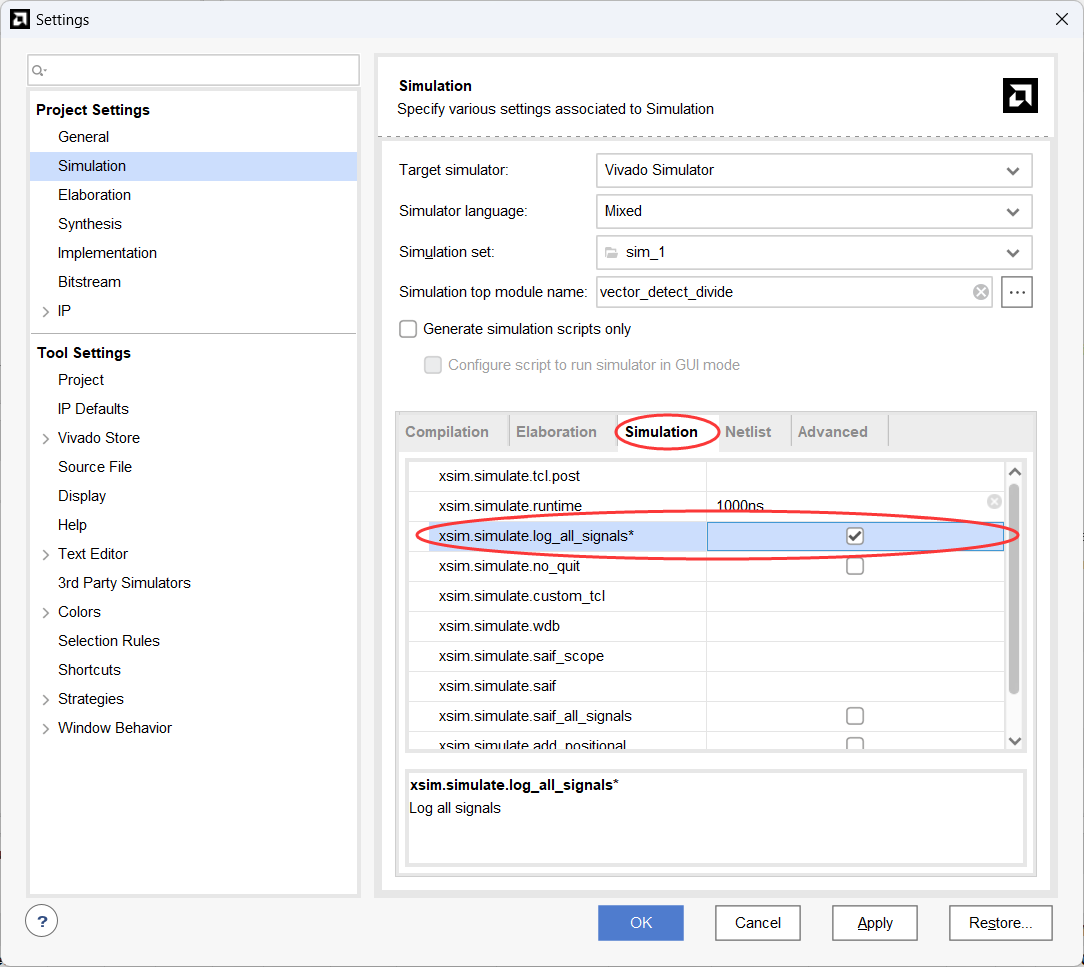 Settings
Project Settings
General
Simulation
Elaboration
Synthesis
Implementation
Bitstream
IP
Tool Settings
Project
IP Defaults
Vivado Store
Source File
Display
Help
Text Editor
3rd Party Simulators
Colors
Selection Rules
Shortcuts
Strategies
Window Behavior
Simulation
Specify various settings associated to Simulation
Target simulator: Vivado Simulator
Simulator language: Mixed
Simulation set: sim_1
Simulation top module name: vector_detect_divide ...
Generate simulation scripts only
Configure script to run simulator in GUI mode
Compilation Elaboration Simulation Netlist Advanced
xsim.simulate.tcl.post
xsim.simulate.runtime 1000ns
xsim.simulate.log_all_signals*
xsim.simulate.no_quit
xsim.simulate.custom_tcl
xsim.simulate.wdb
xsim.simulate.saif_scope
xsim.simulate.saif
xsim.simulate.saif_all_signals
xsim.simulate.add_positional
xsim.simulate.log_all_signals*
Log all signals
? OK Cancel Apply Restore...